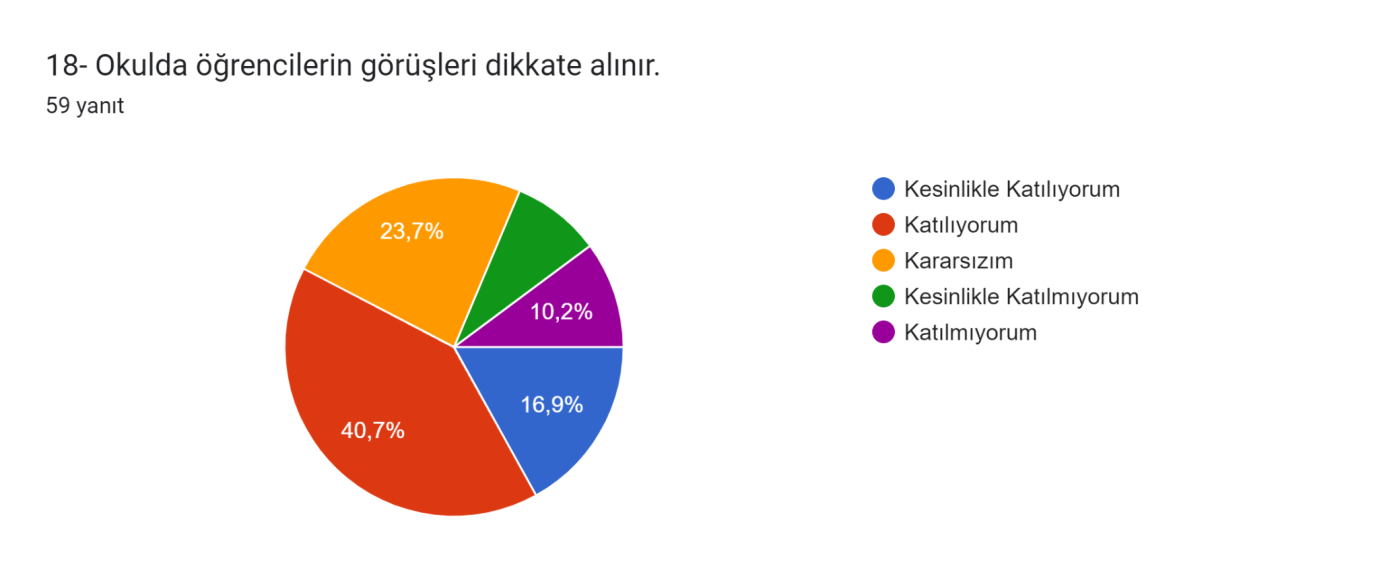 18- Okulda öğrencilerin görüşleri dikkate alınır.
59 yanıt
23,7%
10,2%
16,9%
40,7%
Kesinlikle Katılıyorum
Katılıyorum
Kararsızım
Kesinlikle Katılmıyorum
Katılmıyorum